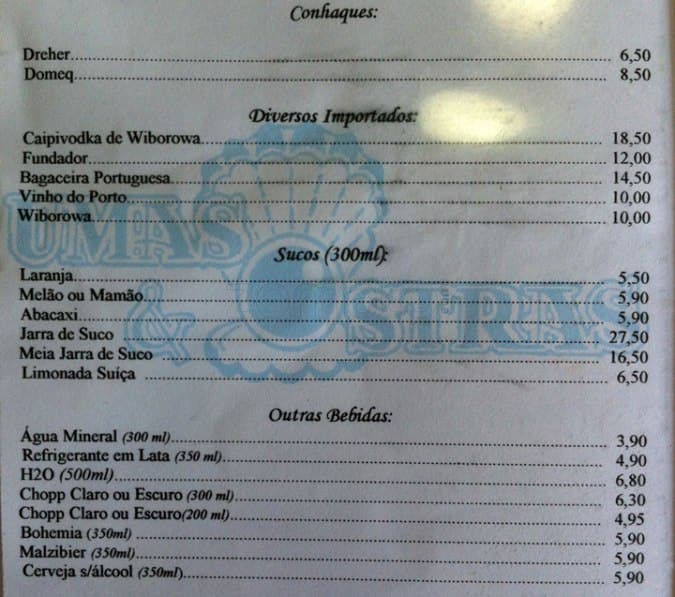 Conhaques:
Dreher 6,50
Domeq 8,50
Diversos Importados:
Caipivodka de Wiborowa 18,50
Fundador 12,00
Bagaceira Portuguesa 14,50
Vinho do Porto 10,00
Wiborowa 10,00
UMAS
& OSTRAS
Sucos (300ml):
Laranja 5,50
Melão ou Mamão 5,90
Abacaxi 5,90
Jarra de Suco 27,50
Meia Jarra de Suco 16,50
Limonada Suíça 6,50
Outras Bebidas:
Água Mineral (300 ml) 3,90
Refrigerante em Lata (350 ml) 4,90
H2O (500ml) 6,80
Chopp Claro ou Escuro (300 ml) 6,30
Chopp Claro ou Escuro(200 ml) 4,95
Bohemia (350ml) 5,90
Malzibier (350ml) 5,90
Cerveja s/álcool (350ml) 5,90